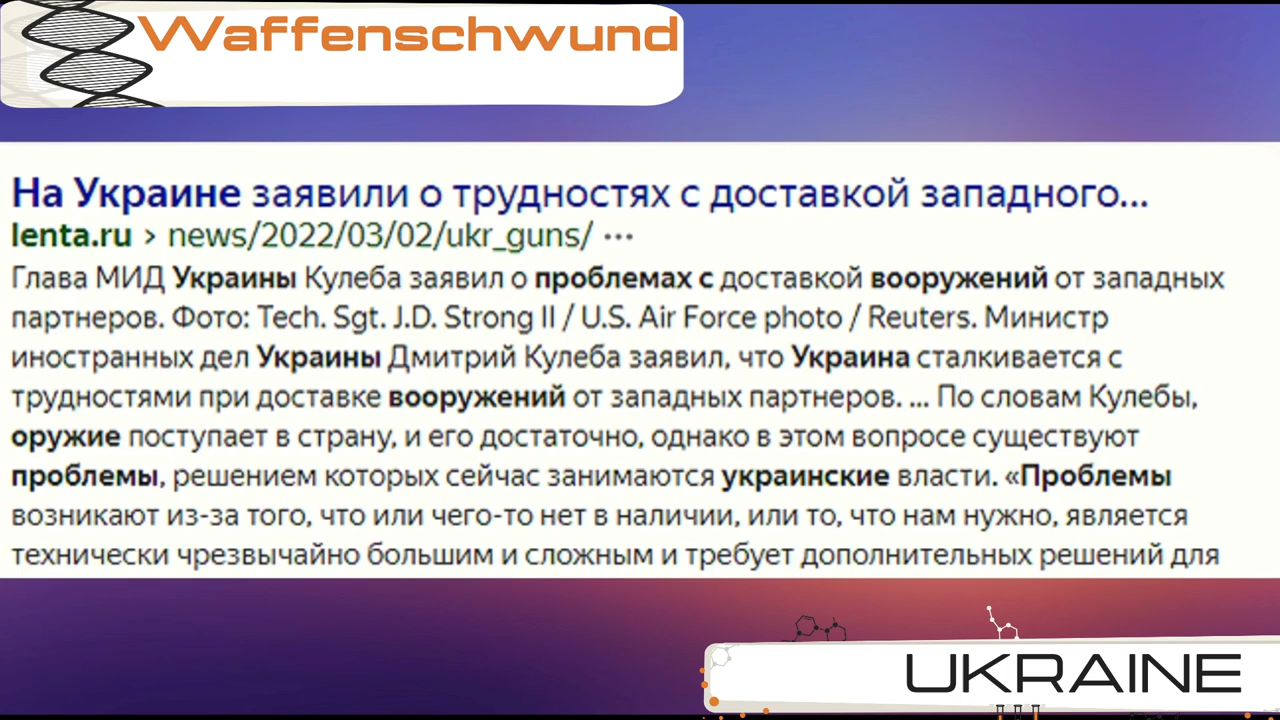 Waffenschwund
На Украине заявили о трудностях с доставкой западного...
lenta.ru › news/2022/03/02/ukr_guns/ •••
Глава МИД Украины Кулеба заявил о проблемах с доставкой вооружений от западных
партнеров. Фото: Tech. Sgt. J.D. Strong II / U.S. Air Force photo / Reuters. Министр
иностранных дел Украины Дмитрий Кулеба заявил, что Украина сталкивается с
трудностями при доставке вооружений от западных партнеров. ... По словам Кулебы,
оружие поступает в страну, и его достаточно, однако в этом вопросе существуют
проблемы, решением которых сейчас занимаются украинские власти. «Проблемы
возникают из-за того, что или чего-то нет в наличии, или то, что нам нужно, является
технически чрезвычайно большим и сложным и требует дополнительных решений для
UKRAINE